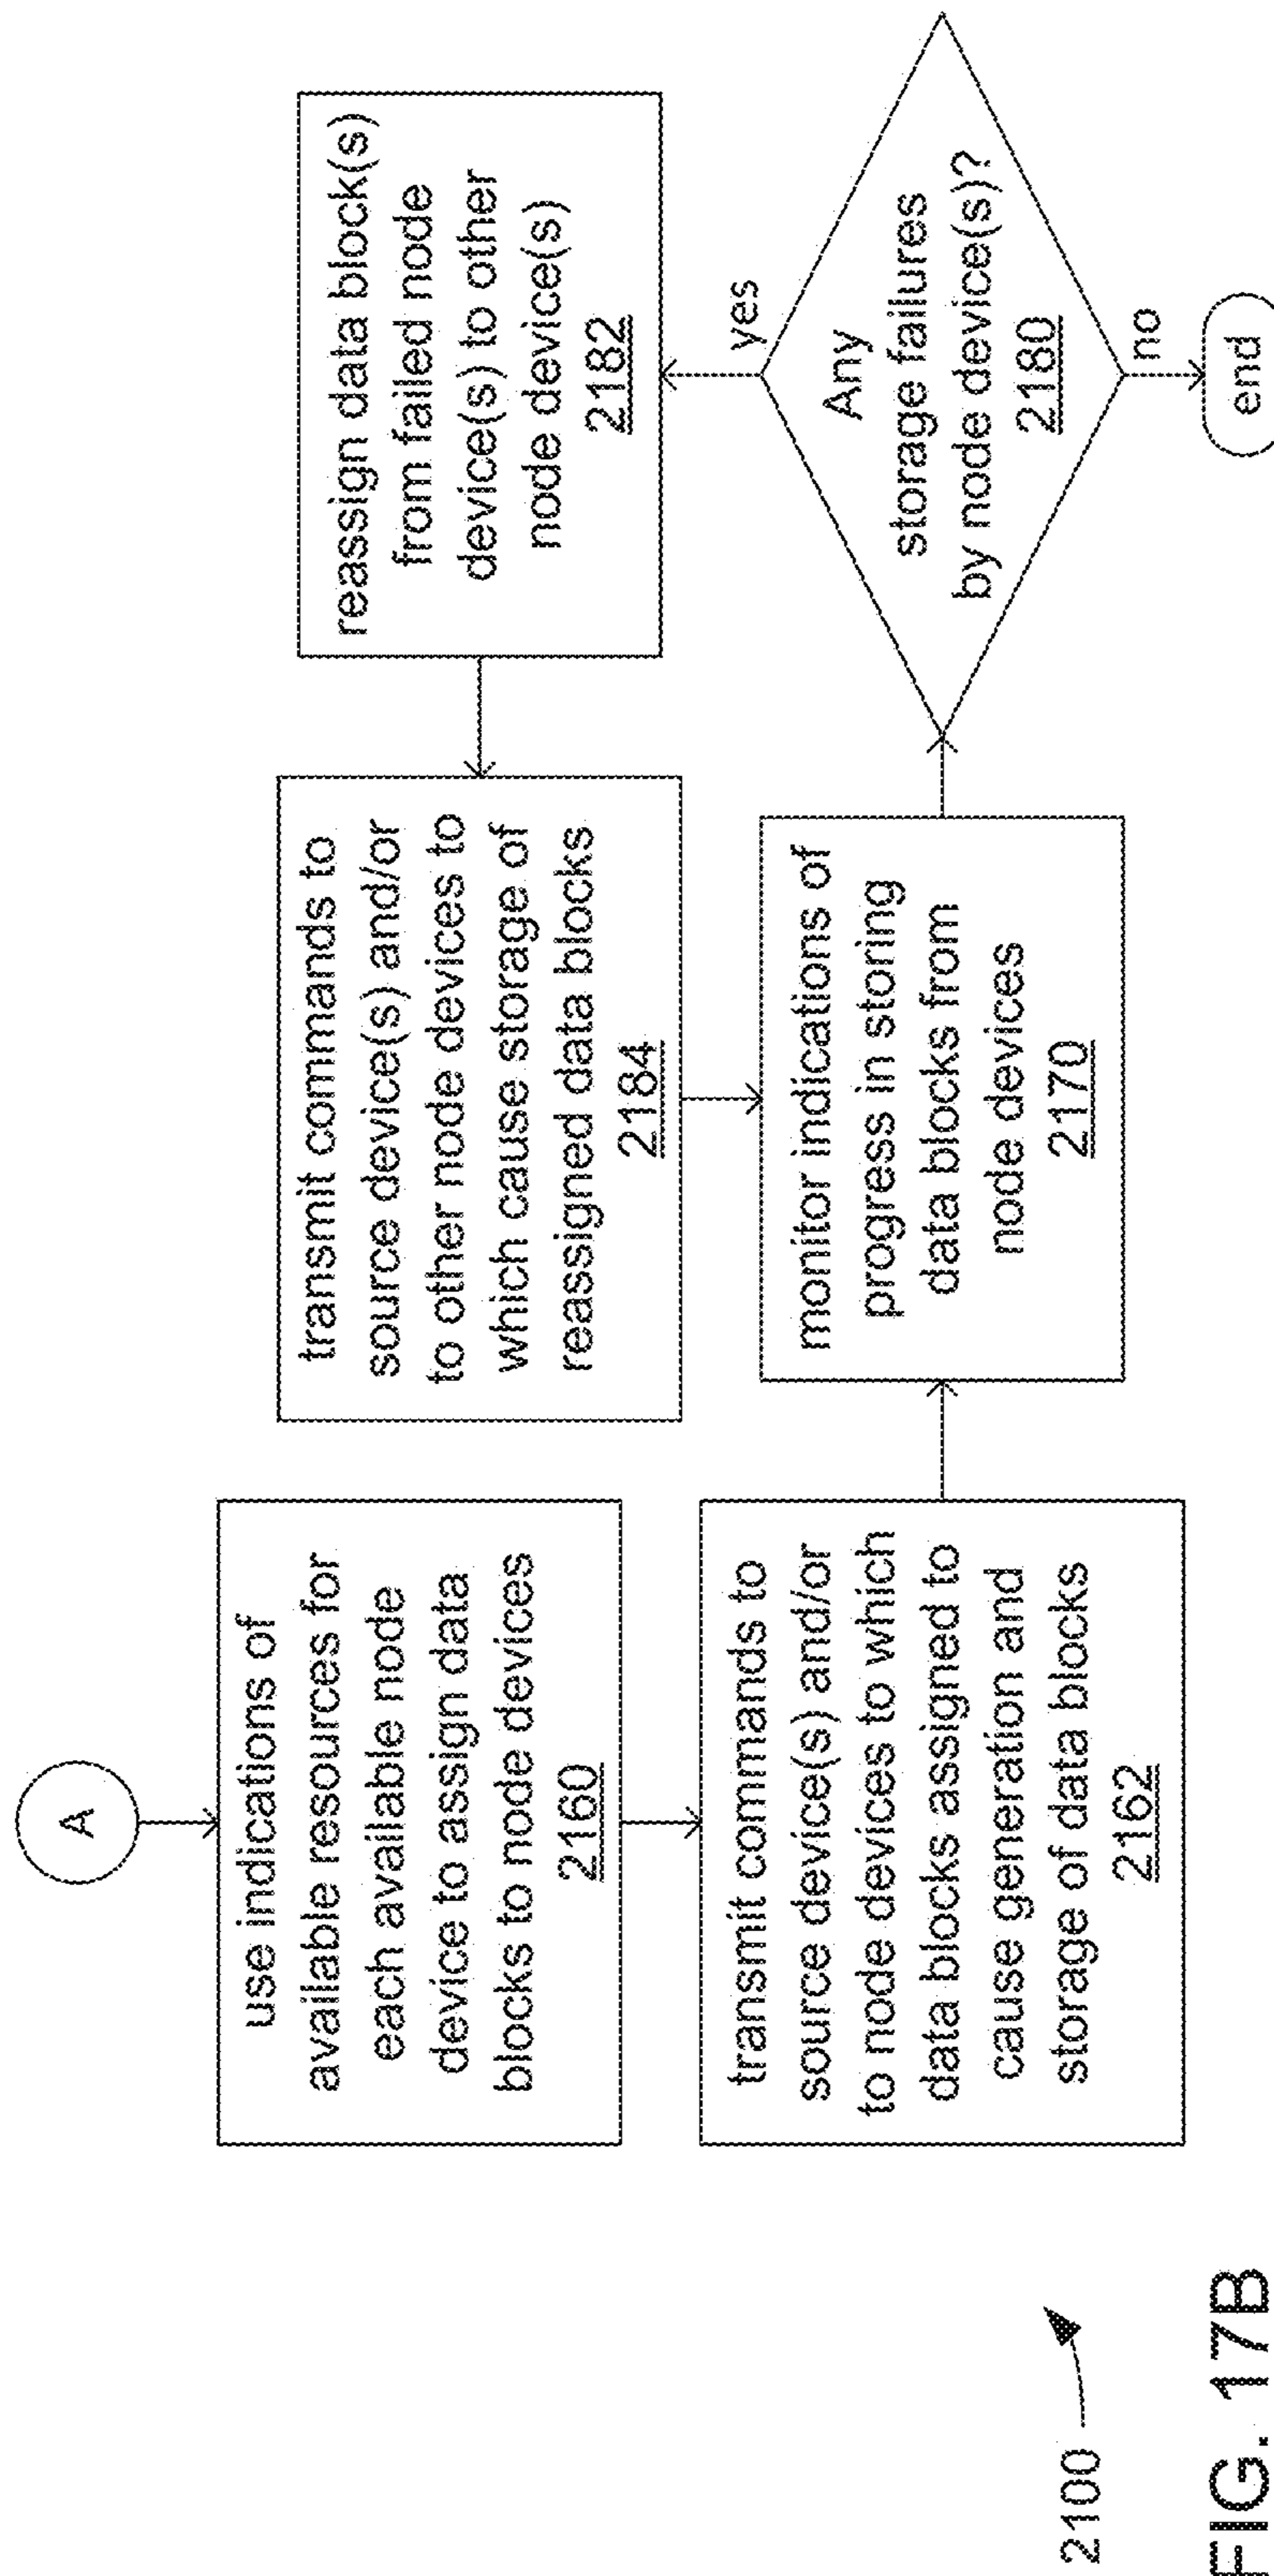 A
use indications of
available resources for
each available node
device to assign data
blocks to node devices
2160
transmit commands to
source device(s) and/or
to node devices to which
data blocks assigned to
cause generation and
storage of data blocks
2162
transmit commands to
source device(s) and/or
to other node devices to
which cause storage of
reassigned data blocks
2184
monitor indications of
progress in storing
data blocks from
node devices
2170
reassign data block(s)
from failed node
device(s) to other
node device(s)
2182
yes
Any
storage failures
by node device(s)?
2180
no
end
2100
FIG. 17B